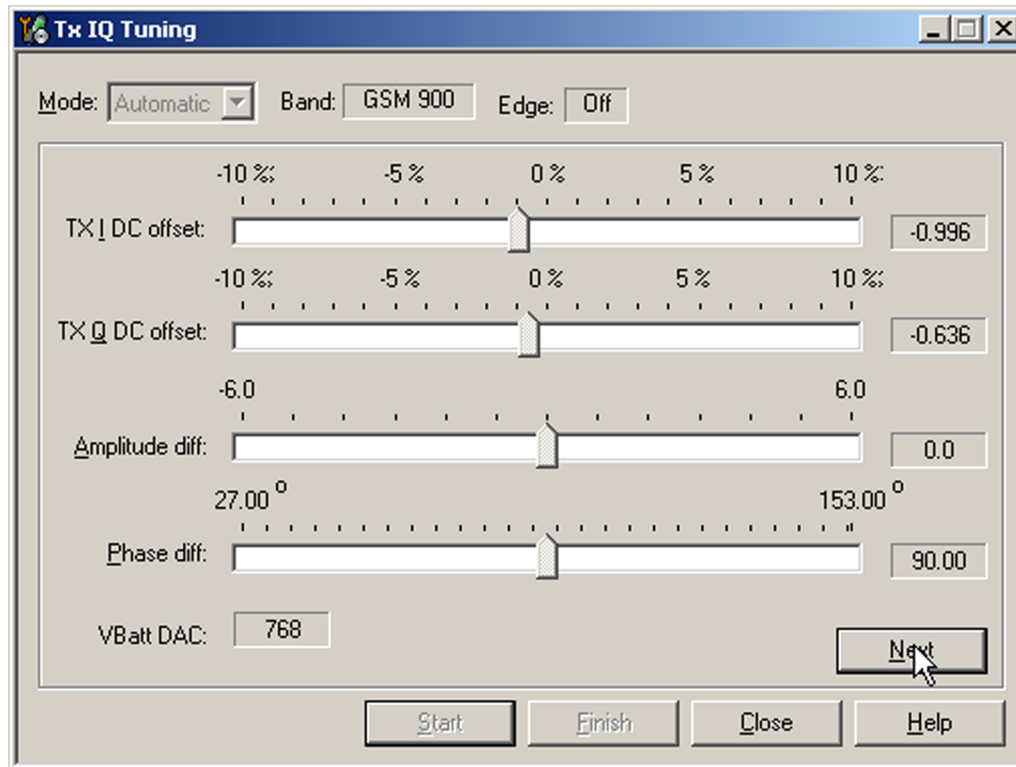 Tx IQ Tuning
Mode: Automatic Band: GSM 900 Edge: Off
-10 %; -5 % 0 % 5 % 10 %:
TX I DC offset: -0.996
-10 %; -5 % 0 % 5 % 10 %;
TX Q DC offset: -0.636
-6.0 6.0
Amplitude diff: 0.0
27.00 o 153.00 o
Phase diff: 90.00
VBatt DAC: 768
Next
Start Finish Close Help